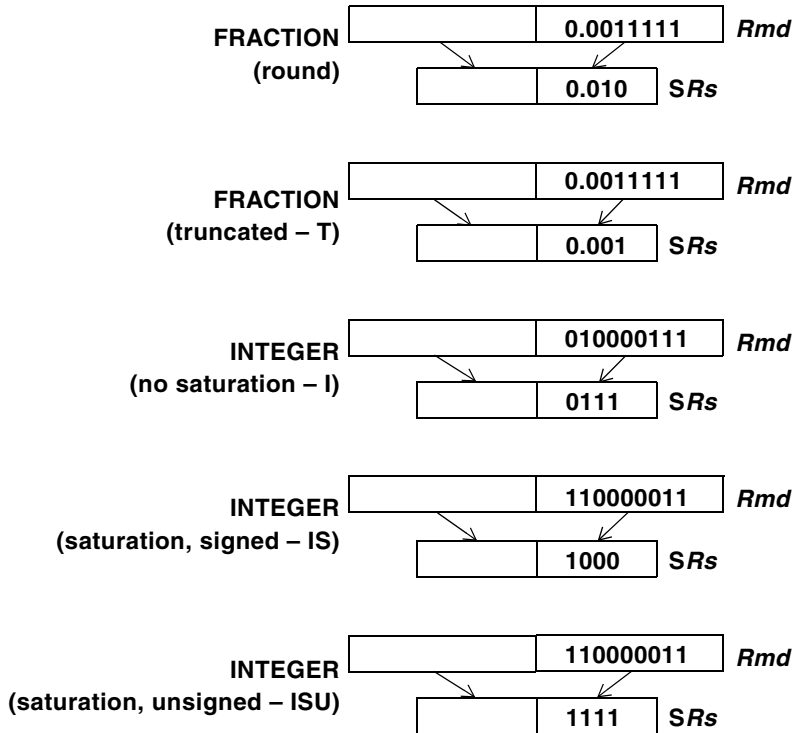 FRACTION
(round)
0.0011111 Rmd
0.010 SRs
FRACTION
(truncated – T)
0.0011111 Rmd
0.001 SRs
INTEGER
(no saturation – I)
010000111 Rmd
0111 SRs
INTEGER
(saturation, signed – IS)
110000011 Rmd
1000 SRs
INTEGER
(saturation, unsigned – ISU)
110000011 Rmd
1111 SRs